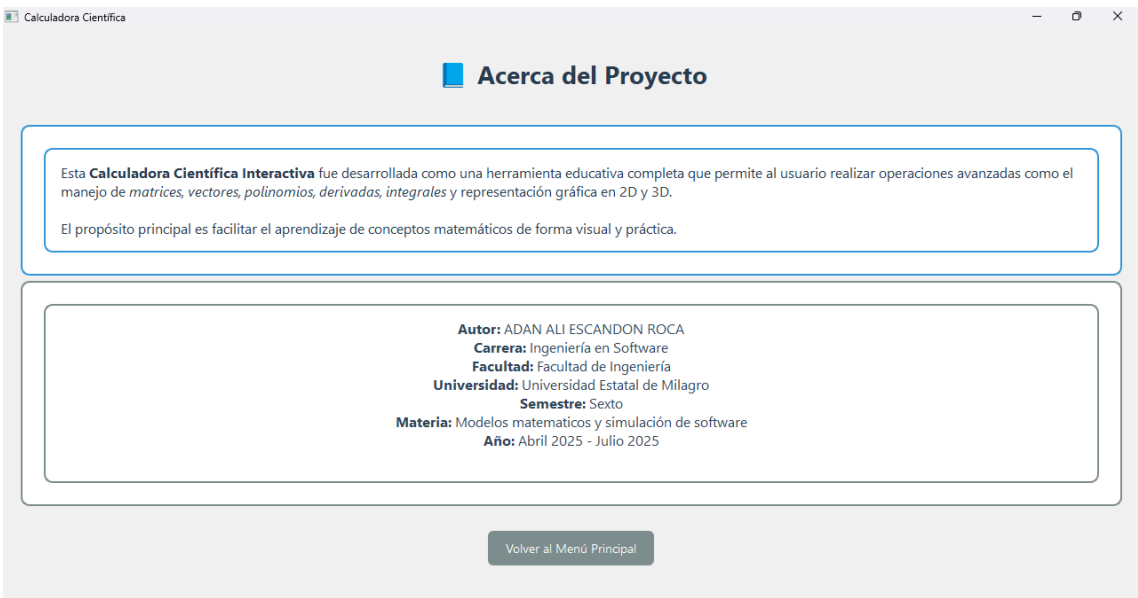 Calculadora Científica
Acerca del Proyecto
Esta Calculadora Científica Interactiva fue desarrollada como una herramienta educativa completa que permite al usuario realizar operaciones avanzadas como el
manejo de matrices, vectores, polinomios, derivadas, integrales y representación gráfica en 2D y 3D.
El propósito principal es facilitar el aprendizaje de conceptos matemáticos de forma visual y práctica.
Autor: ADAN ALI ESCANDON ROCA
Carrera: Ingeniería en Software
Facultad: Facultad de Ingeniería
Universidad: Universidad Estatal de Milagro
Semestre: Sexto
Materia: Modelos matematicos y simulación de software
Año: Abril 2025 - Julio 2025
Volver al Menú Principal